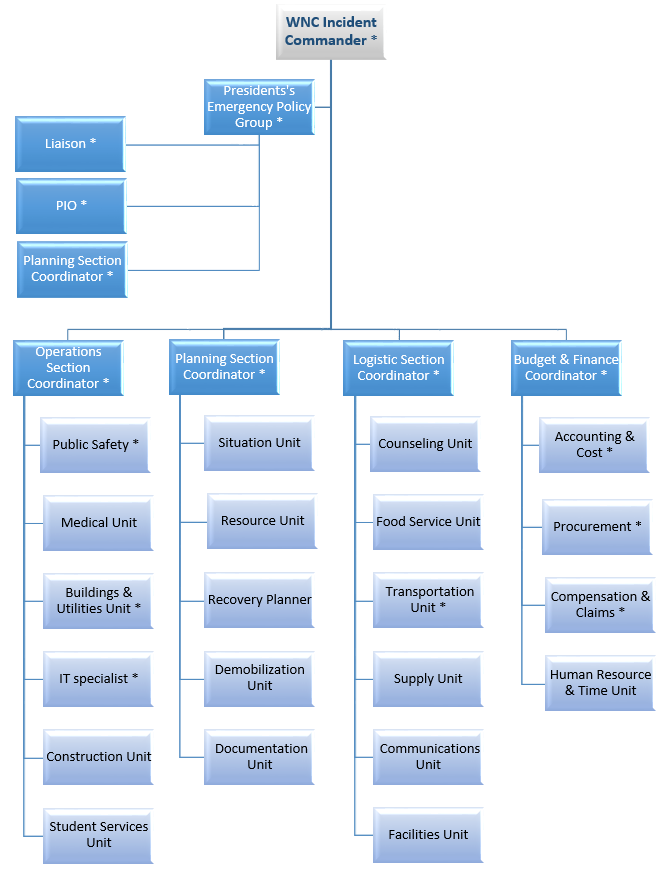 WNC Incident
Commander *
Presidents's
Emergency Policy
Group *
Liaison *
PIO *
Planning Section
Coordinator *
Operations
Section
Coordinator *
Public Safety *
Medical Unit
Buildings &
Utilities Unit *
IT specialist *
Construction Unit
Student Services
Unit
Planning Section
Coordinator *
Situation Unit
Resource Unit
Recovery Planner
Demobilization
Unit
Documentation
Unit
Logistic Section
Coordinator *
Counseling Unit
Food Service Unit
Transportation
Unit *
Supply Unit
Communications
Unit
Facilities Unit
Budget & Finance
Coordinator *
Accounting &
Cost *
Procurement *
Compensation &
Claims *
Human Resource
& Time Unit